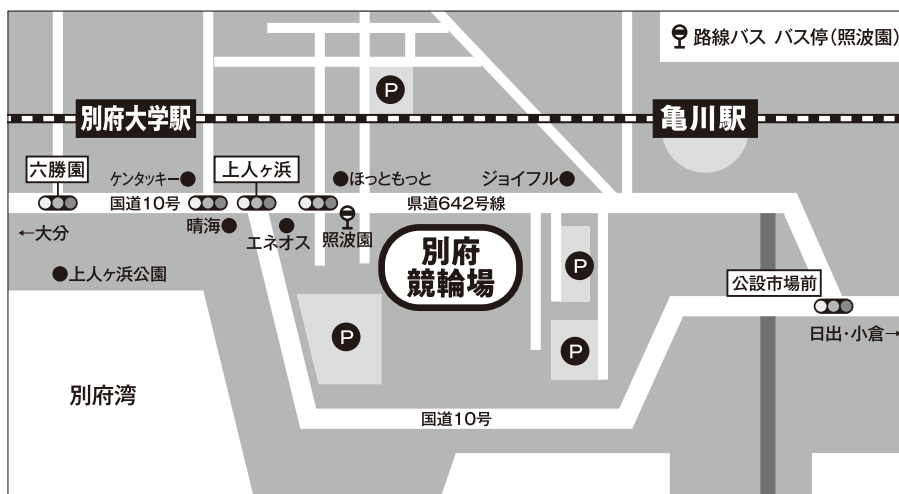 路線バス バス停(照波園)
P
別府大学駅
亀川駅
六勝園
ケンタッキー
上人ヶ浜
ほっともっと
ジョイフル
国道10号
県道642号線
←大分
晴海
エネオス
照波園
別府
競輪場
P
上人ヶ浜公園
公設市場前
P
P
日出・小倉→
別府湾
国道10号